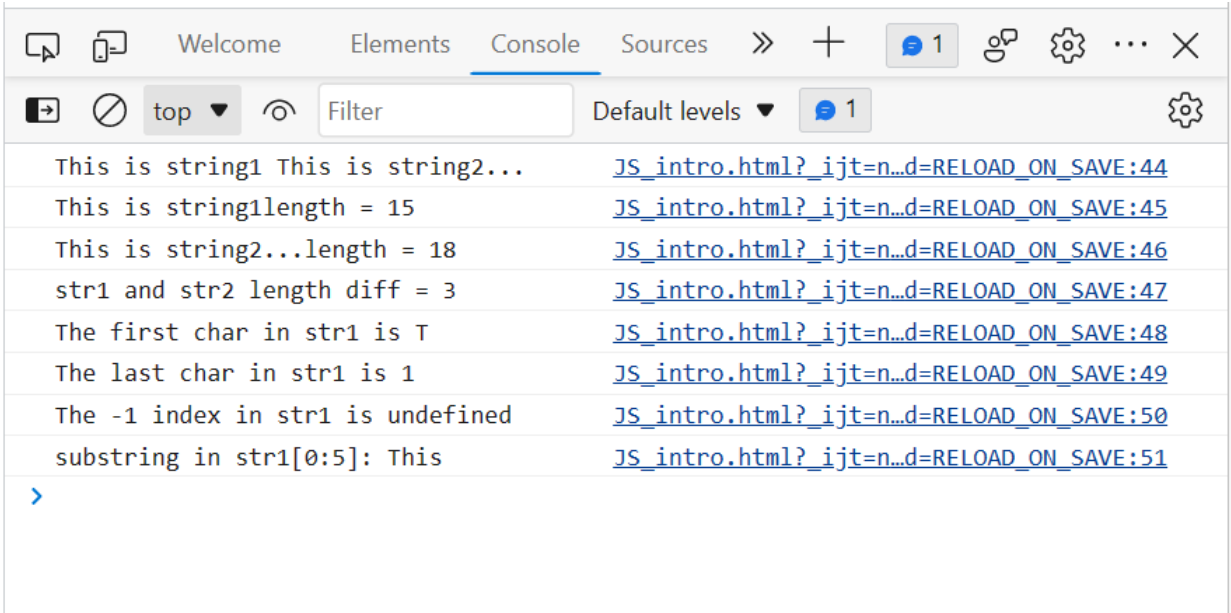 Welcome Elements Console Sources 1
top Filter Default levels 1
This is string1 This is string2... JS_intro.html?_ijt=n…d=RELOAD_ON_SAVE:44
This is string1length = 15 JS_intro.html?_ijt=n…d=RELOAD_ON_SAVE:45
This is string2...length = 18 JS_intro.html?_ijt=n…d=RELOAD_ON_SAVE:46
str1 and str2 length diff = 3 JS_intro.html?_ijt=n…d=RELOAD_ON_SAVE:47
The first char in str1 is T JS_intro.html?_ijt=n…d=RELOAD_ON_SAVE:48
The last char in str1 is 1 JS_intro.html?_ijt=n…d=RELOAD_ON_SAVE:49
The -1 index in str1 is undefined JS_intro.html?_ijt=n…d=RELOAD_ON_SAVE:50
substring in str1[0:5]: This JS_intro.html?_ijt=n…d=RELOAD_ON_SAVE:51